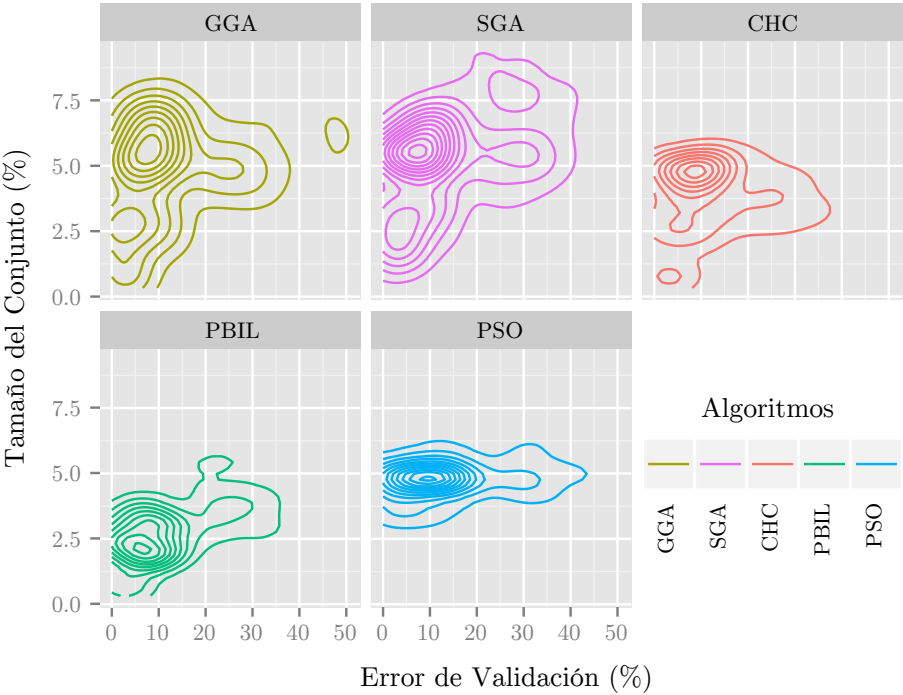 GGA SGA CHC
7.5
5.0
2.5
0.0
Tamaño del Conjunto (%)
PBIL PSO
7.5
5.0
2.5
0.0
0 10 20 30 40 50 0 10 20 30 40 50
Error de Validación (%)
Algoritmos
GGA SGA CHC PBIL PSO